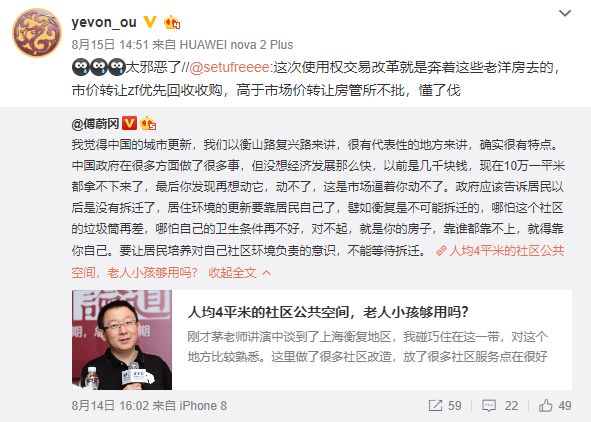 yevon_ou
8月15日 14:51 来自 HUAWEI nova 2 Plus
太邪恶了//@setufreeee:这次使用权交易改革就是奔着这些老洋房去的，
市价转让zf优先回收收购，高于市场价转让房管所不批，懂了伐
@傅蔚冈
我觉得中国的城市更新，我们以衡山路复兴路来讲，很有代表性的地方来讲，确实很有特点。
中国政府在很多方面做了很多事，但没想经济发展那么快，以前是几千块钱，现在10万一平米
都拿不下来了，最后你发现再想动它，动不了，这是市场逼着你动不了。政府应该告诉居民以
后是没有拆迁了，居住环境的更新要靠居民自己了，譬如衡复是不可能拆迁的，哪怕这个社区
的垃圾筒再差，哪怕自己的卫生条件再不好，对不起，就是你的房子，靠谁都靠不上，就得靠
你自己。要让居民培养对自己社区环境负责的意识，不能等待拆迁。 人均4平米的社区公共
空间，老人小孩够用吗？ 收起全文
人均4平米的社区公共空间，老人小孩够用吗？
刚才茅老师讲演中谈到了上海衡复地区，我碰巧住在这一带，对这个
地方比较熟悉。这里做了很多社区改造，放了很多社区服务点在很好
8月14日 16:02 来自 iPhone 8
59
22
49